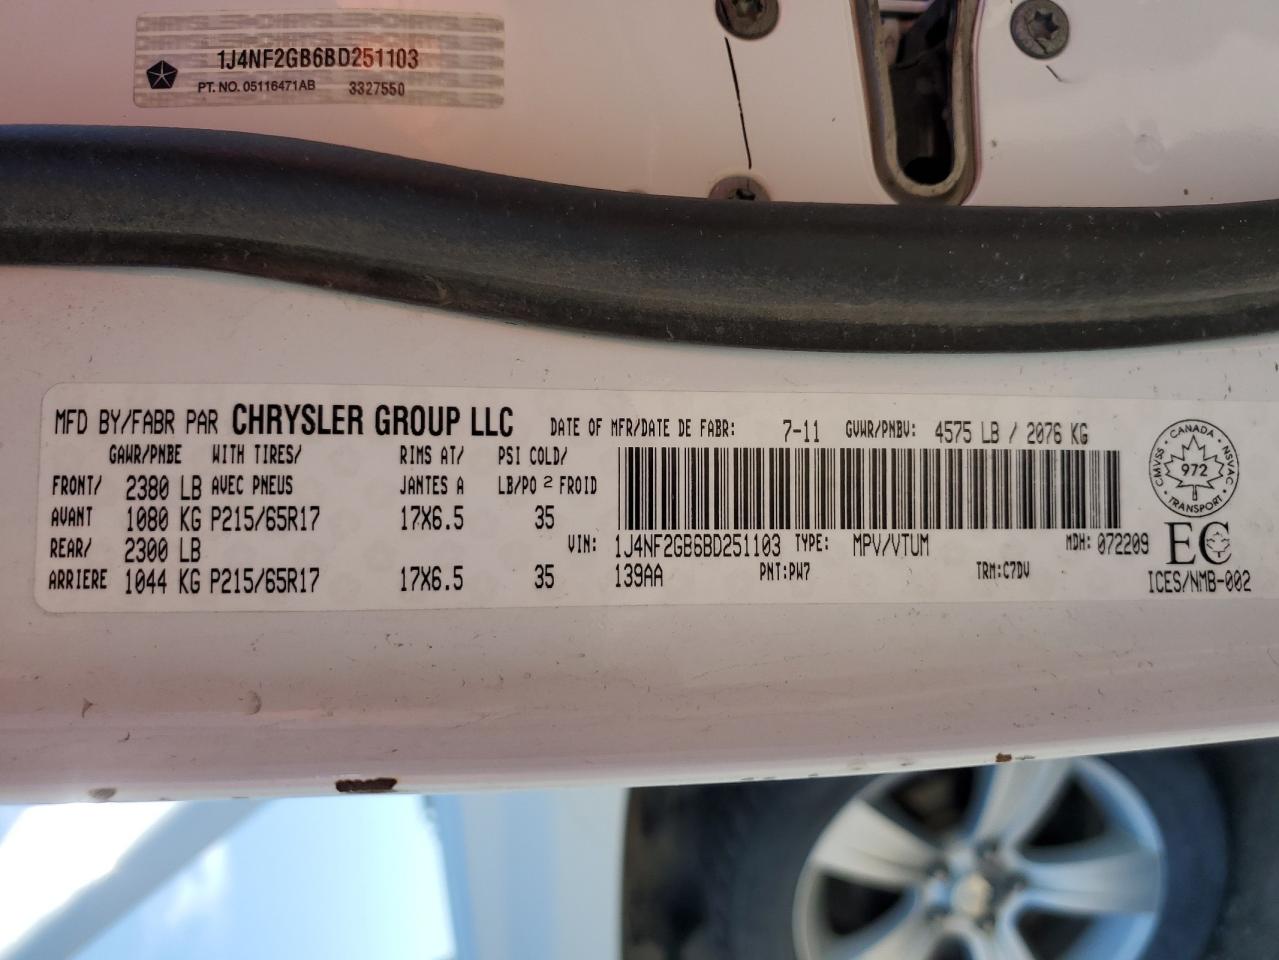 1J4NF2GB6BD251103
PT. NO. 05116471AB 3327550
MFD BY/FABR PAR CHRYSLER GROUP LLC DATE OF MFR/DATE DE FABR: 7-11 GVWR/PNBV: 4575 LB / 2076 KG
GAWR/PNBE WITH TIRES/ RIMS AT/ PSI COLD/
FRONT/ 2380 LB AVEC PNEUS JANTES A LB/PO 2 FROID
AVANT 1080 KG P215/65R17 17X6.5 35
REAR/ 2300 LB VIN: 1J4NF2GB6BD251103 TYPE: MPV/VTUM MDH: 072209
ARRIERE 1044 KG P215/65R17 17X6.5 35 139AA PNT:PW7 TRM:C7DV
CANADA
CMVSS 972 NSVAC
TRANSPORT
EC
ICES/NMB-002